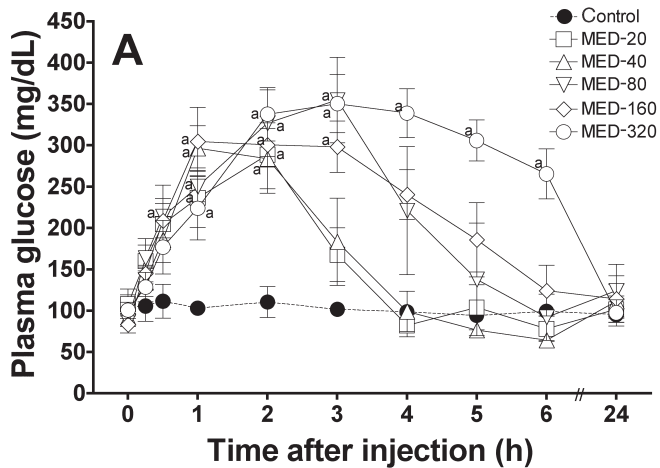 A
Control
MED-20
MED-40
MED-80
MED-160
MED-320
Plasma glucose (mg/dL)
450
400
350
300
250
200
150
100
50
0
a a a a a a a a a a a a a a a a
0 1 2 3 4 5 6 // 24
Time after injection (h)